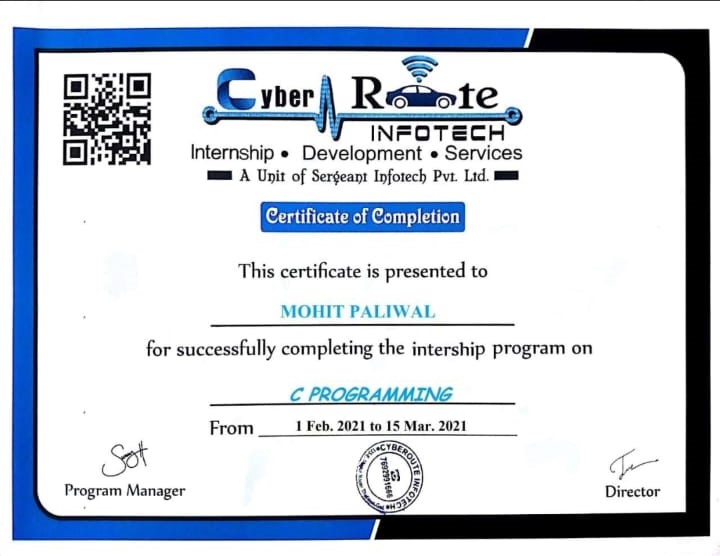 Cyber Route
INFOTECH
Internship • Development • Services
A Unit of Sergeant Infotech Pvt. Ltd.
Certificate of Completion
This certificate is presented to
MOHIT PALIWAL
for successfully completing the intership program on
C PROGRAMMING
From 1 Feb. 2021 to 15 Mar. 2021
CYBEROUTE INFOTECH
Program Manager
Director